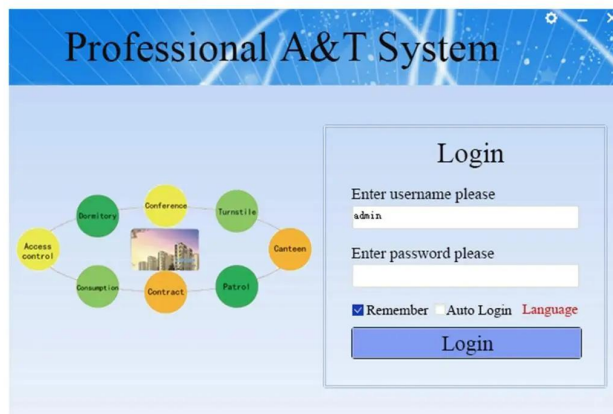 Professional A&T System
Conference
Dormitory
Turnstile
Access
control
Canteen
Consumption
Contract
Patrol
Login
Enter username please
admin
Enter password please
Remember Auto Login Language
Login